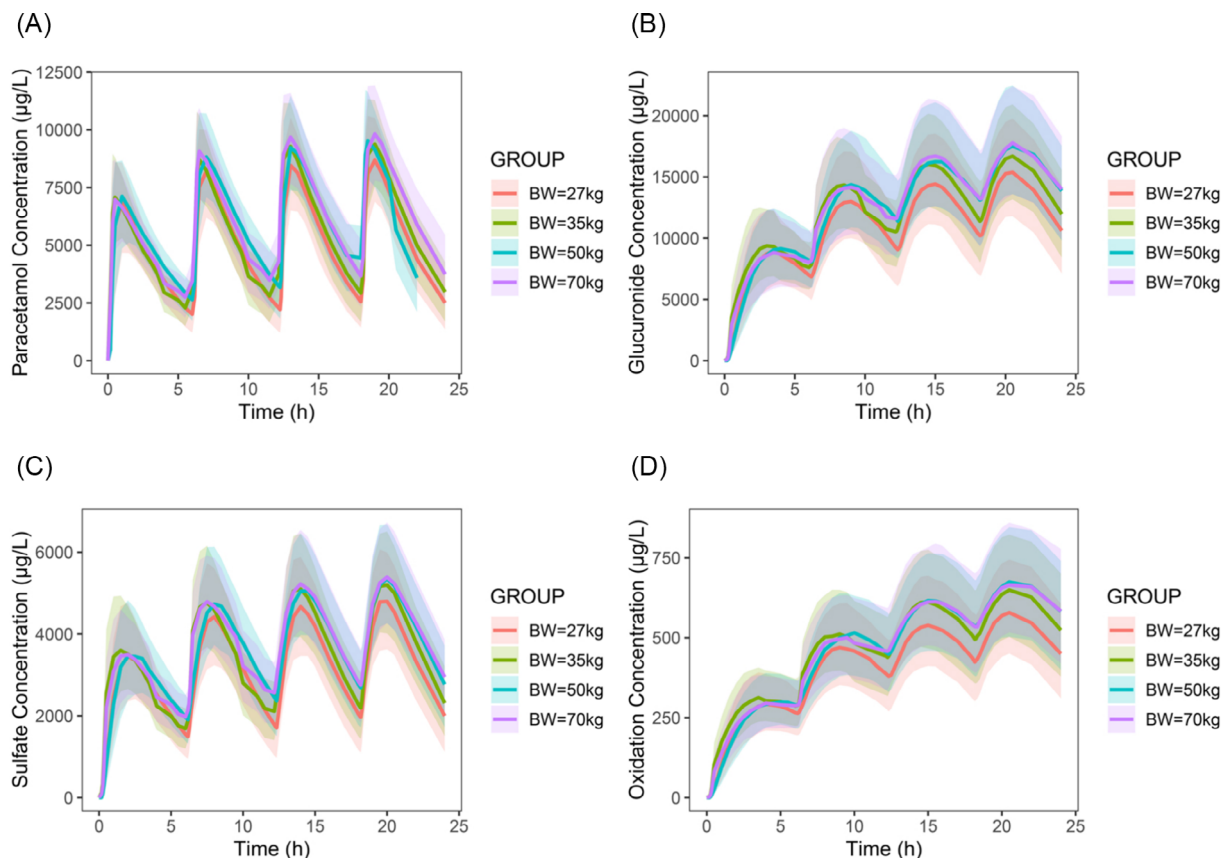 (A)
Paracetamol Concentration (µg/L)
12500
10000
7500
5000
2500
0
0 5 10 15 20 25
Time (h)
GROUP
BW=27kg
BW=35kg
BW=50kg
BW=70kg
(B)
Glucuronide Concentration (µg/L)
20000
15000
10000
5000
0
0 5 10 15 20 25
Time (h)
GROUP
BW=27kg
BW=35kg
BW=50kg
BW=70kg
(C)
Sulfate Concentration (µg/L)
6000
4000
2000
0
0 5 10 15 20 25
Time (h)
GROUP
BW=27kg
BW=35kg
BW=50kg
BW=70kg
(D)
Oxidation Concentration (µg/L)
750
500
250
0
0 5 10 15 20 25
Time (h)
GROUP
BW=27kg
BW=35kg
BW=50kg
BW=70kg